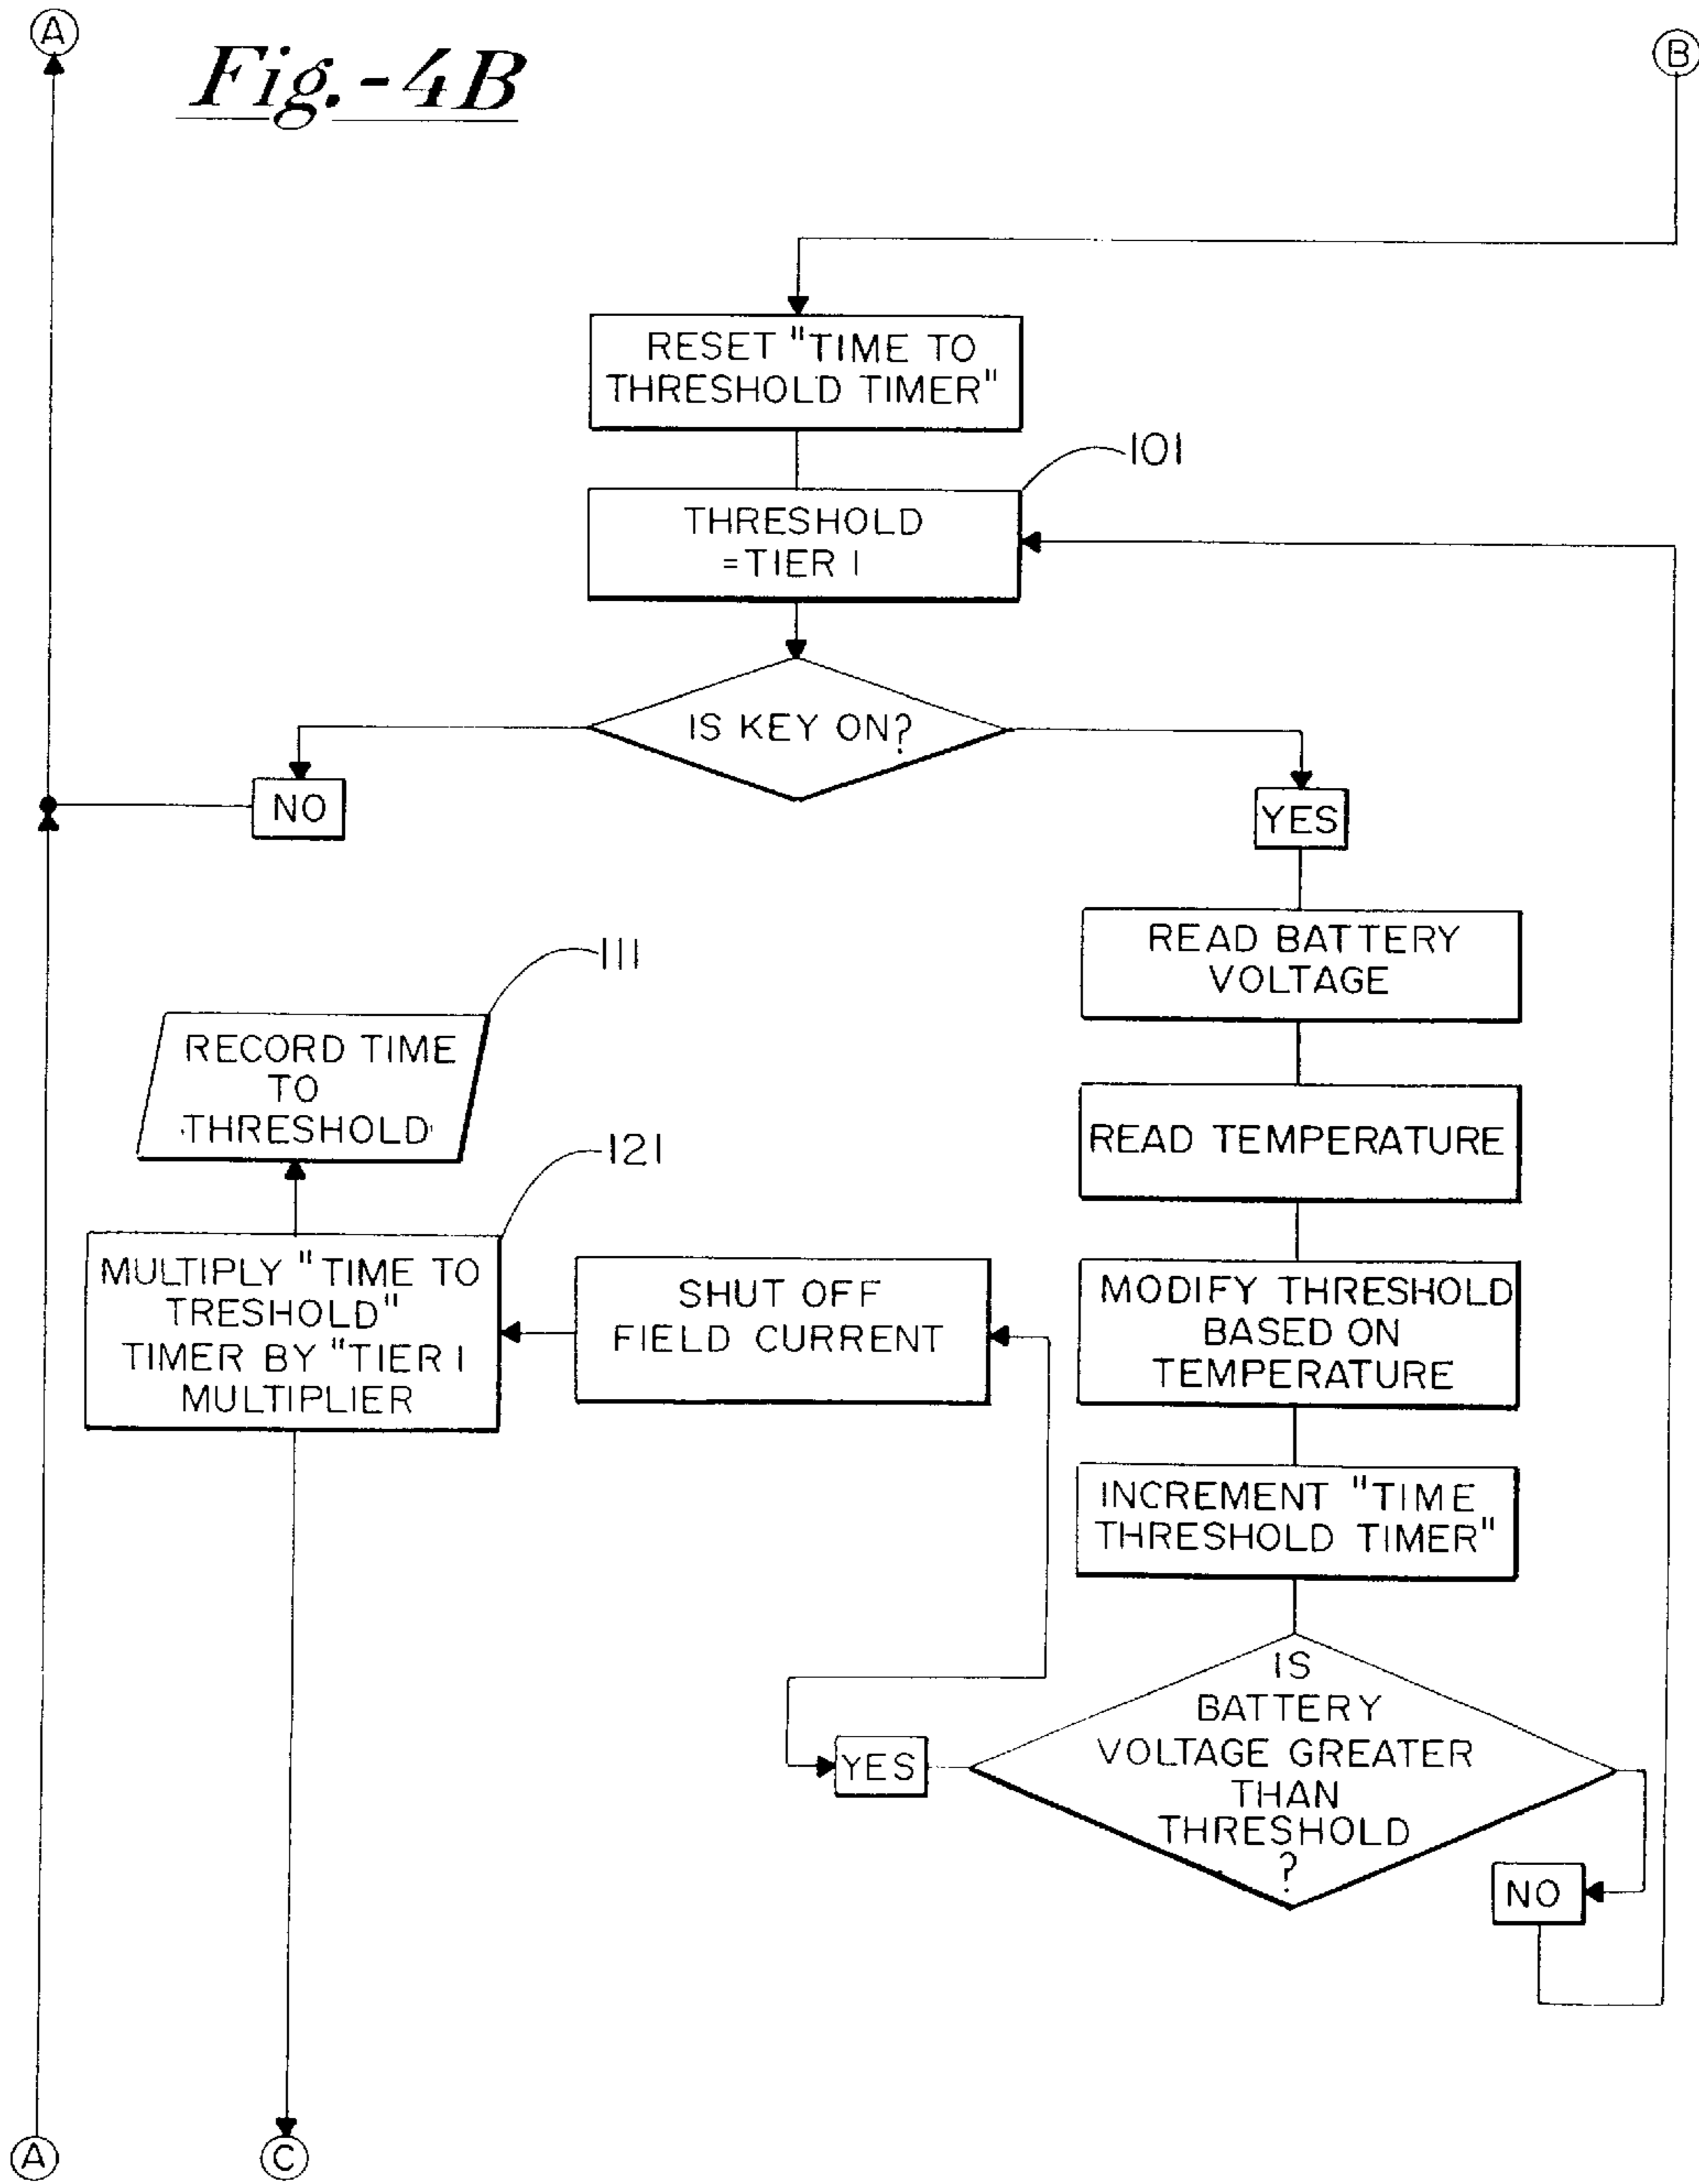 A
Fig.-4B
B
RESET "TIME TO
THRESHOLD TIMER"
101
THRESHOLD
=TIER 1
IS KEY ON?
NO
YES
READ BATTERY
VOLTAGE
111
RECORD TIME
TO
THRESHOLD
READ TEMPERATURE
121
MULTIPLY "TIME TO
TRESHOLD"
TIMER BY "TIER 1
MULTIPLIER
SHUT OFF
FIELD CURRENT
MODIFY THRESHOLD
BASED ON
TEMPERATURE
INCREMENT "TIME
THRESHOLD TIMER"
IS
BATTERY
VOLTAGE GREATER
THAN
THRESHOLD
?
YES
NO
A
C